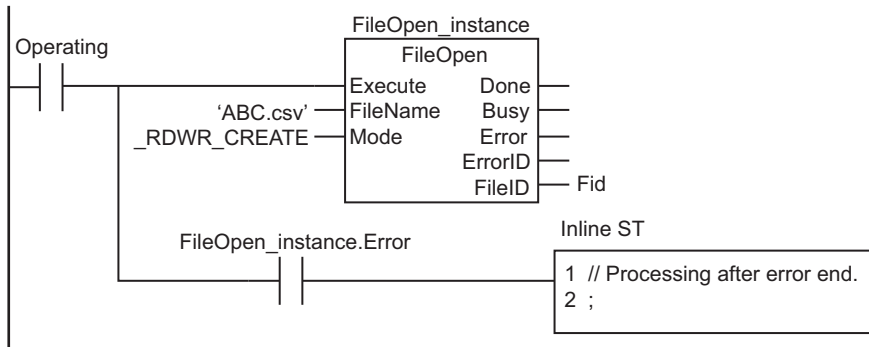 FileOpen_instance
Operating
FileOpen
Execute Done
'ABC.csv' FileName Busy
_RDWR_CREATE Mode Error
ErrorID
FileID Fid
Inline ST
FileOpen_instance.Error
1 // Processing after error end.
2 ;